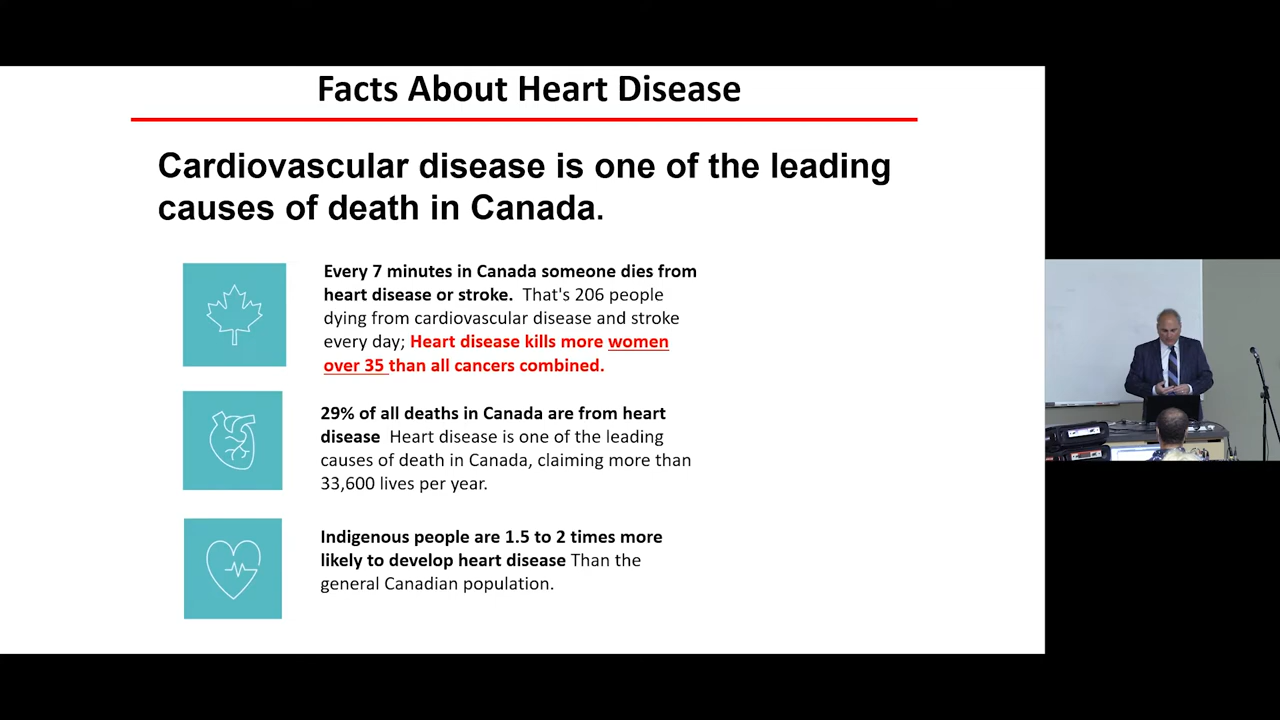 Facts About Heart Disease
Cardiovascular disease is one of the leading
causes of death in Canada.
Every 7 minutes in Canada someone dies from
heart disease or stroke. That's 206 people
dying from cardiovascular disease and stroke
every day; Heart disease kills more women
over 35 than all cancers combined.
29% of all deaths in Canada are from heart
disease Heart disease is one of the leading
causes of death in Canada, claiming more than
33,600 lives per year.
Indigenous people are 1.5 to 2 times more
likely to develop heart disease Than the
general Canadian population.